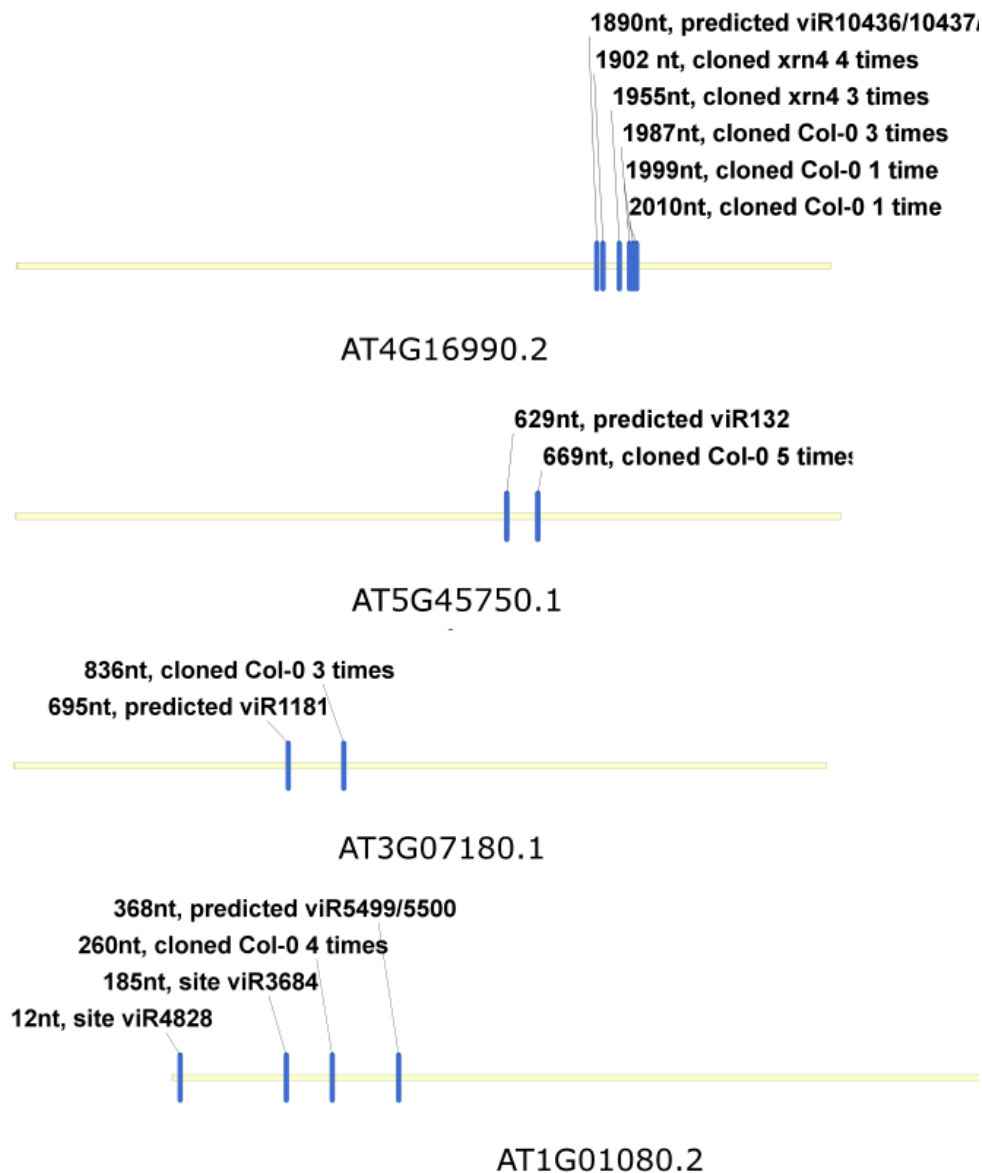 1890nt, predicted viR10436/10437/
1902 nt, cloned xrn4 4 times
1955nt, cloned xrn4 3 times
1987nt, cloned Col-0 3 times
1999nt, cloned Col-0 1 time
2010nt, cloned Col-0 1 time
AT4G16990.2
629nt, predicted viR132
669nt, cloned Col-0 5 times
AT5G45750.1
836nt, cloned Col-0 3 times
695nt, predicted viR1181
AT3G07180.1
368nt, predicted viR5499/5500
260nt, cloned Col-0 4 times
185nt, site viR3684
12nt, site viR4828
AT1G01080.2